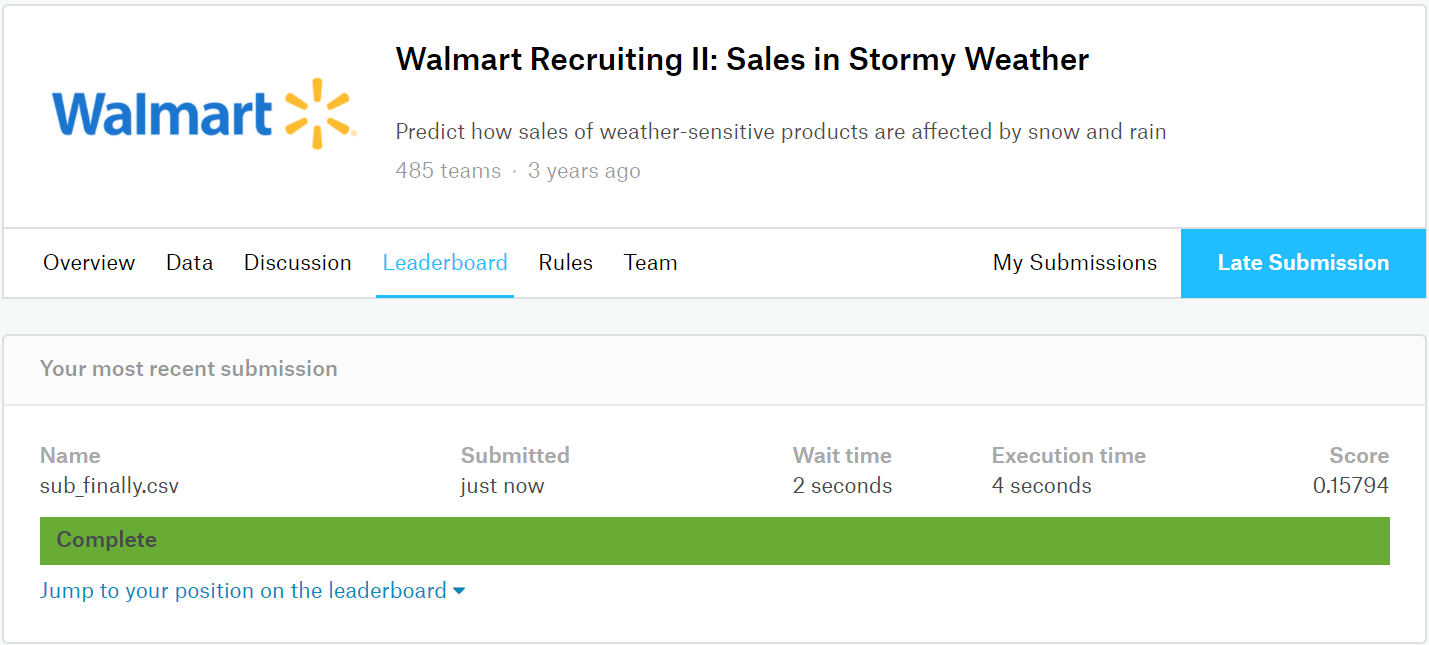 Walmart
Walmart Recruiting II: Sales in Stormy Weather
Predict how sales of weather-sensitive products are affected by snow and rain
485 teams · 3 years ago
Overview Data Discussion Leaderboard Rules Team My Submissions Late Submission
Your most recent submission
Name Submitted Wait time Execution time Score
sub_finally.csv just now 2 seconds 4 seconds 0.15794
Complete
Jump to your position on the leaderboard